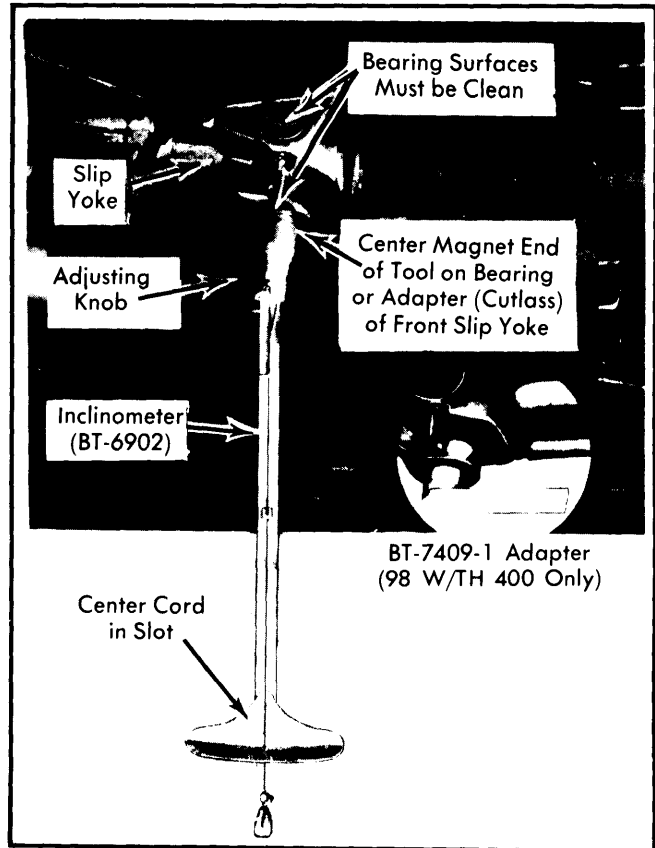 Bearing Surfaces
Must be Clean
Slip
Yoke
Center Magnet End
of Tool on Bearing
or Adapter (Cutlass)
of Front Slip Yoke
Adjusting
Knob
Inclinometer
(BT-6902)
BT-7409-1 Adapter
(98 W/TH 400 Only)
Center Cord
in Slot